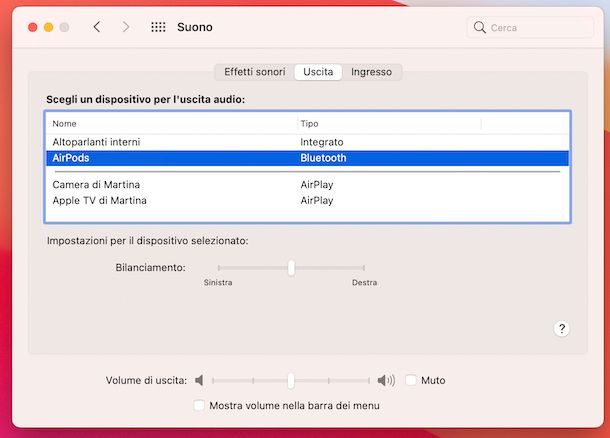 Suono
Cerca
Effetti sonori Uscita Ingresso
Scegli un dispositivo per l'uscita audio:
Nome Tipo
Altoparlanti interni Integrato
AirPods Bluetooth
Camera di Martina AirPlay
Apple TV di Martina AirPlay
Impostazioni per il dispositivo selezionato:
Bilanciamento:
Sinistra Destra
?
Volume di uscita: Muto
Mostra volume nella barra dei menu